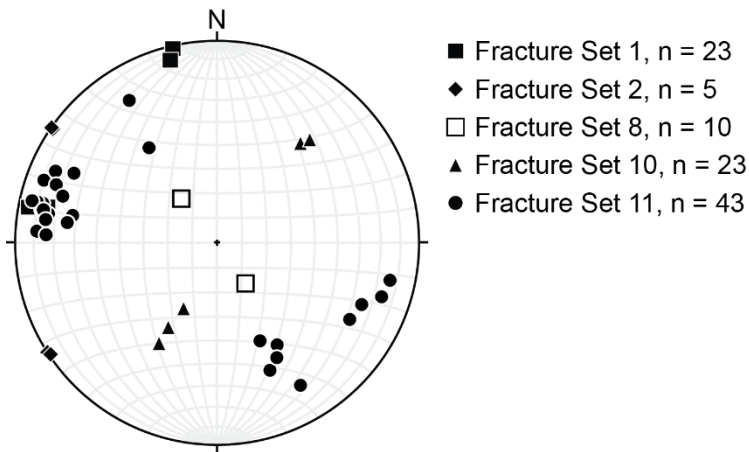 N
Fracture Set 1, n = 23
Fracture Set 2, n = 5
Fracture Set 8, n = 10
Fracture Set 10, n = 23
Fracture Set 11, n = 43